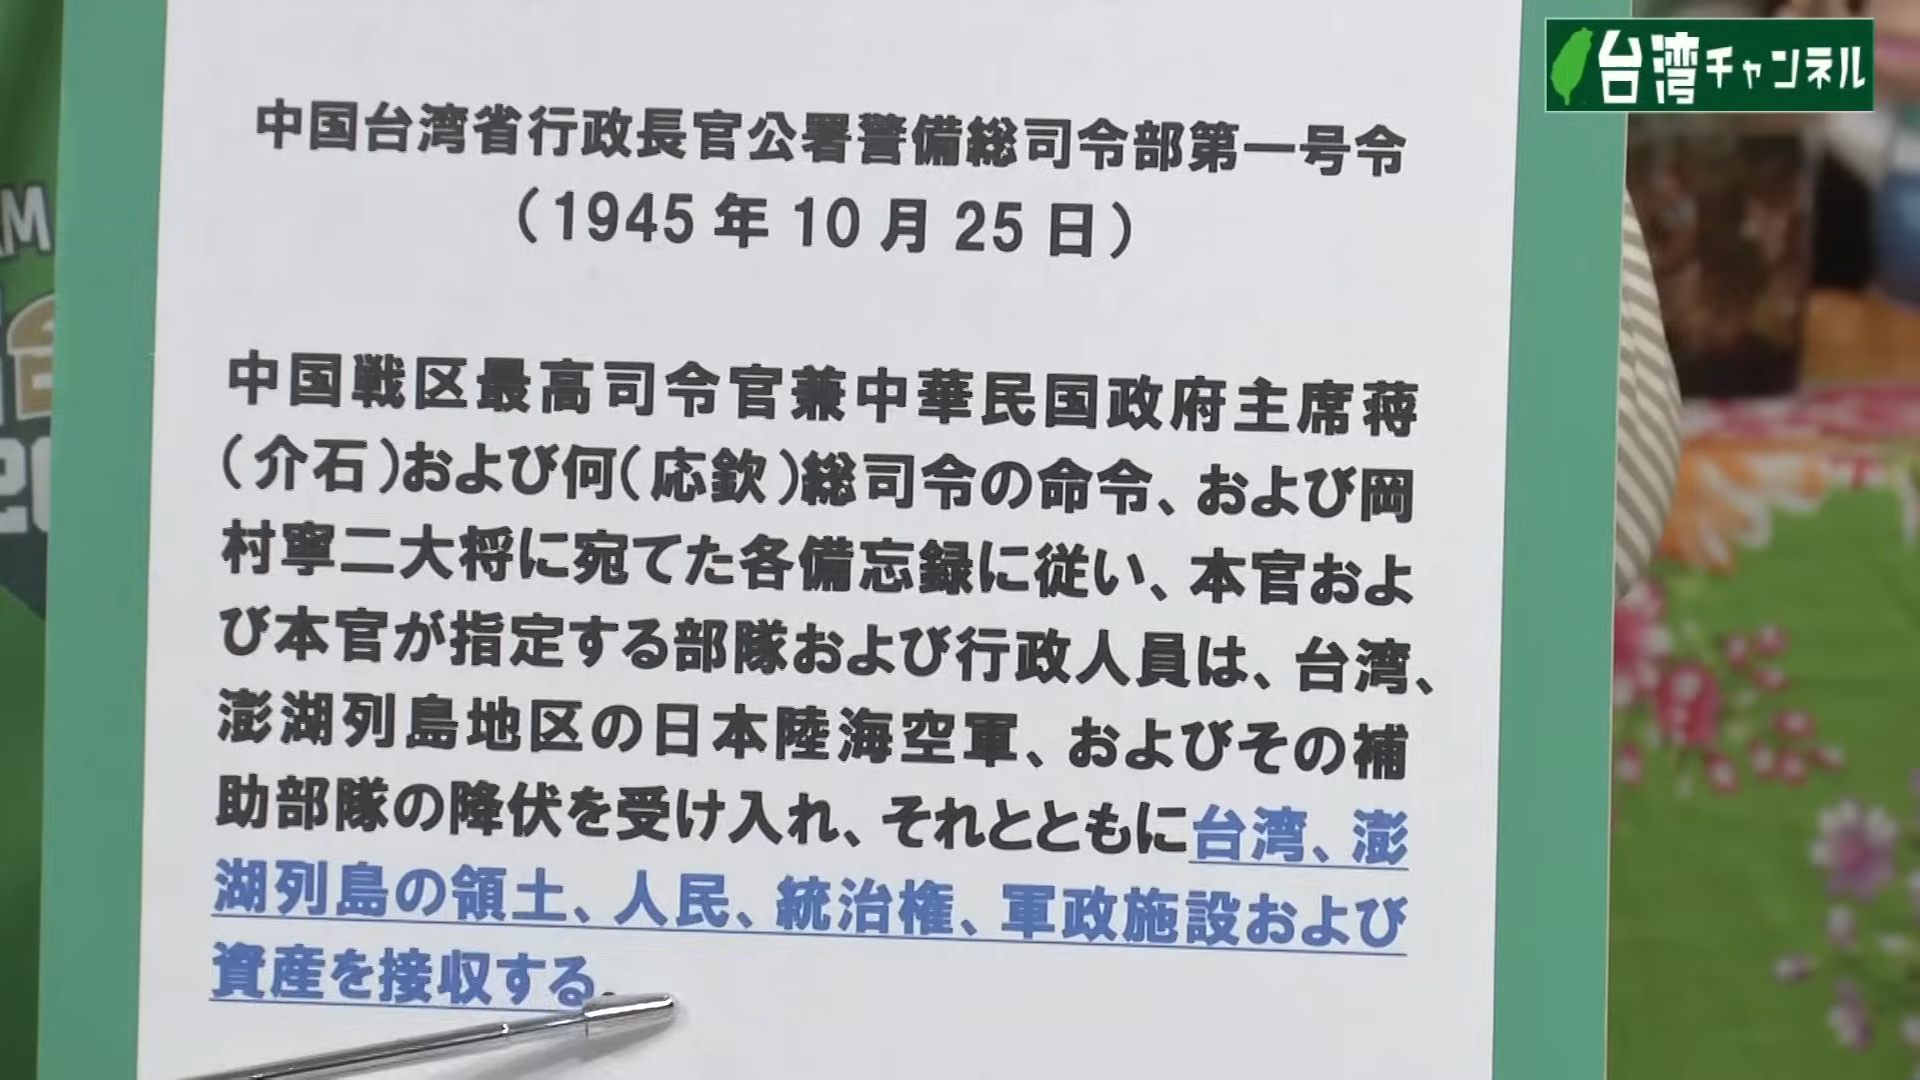 台湾チャンネル
中国台湾省行政長官公署警備総司令部第一号令
(1945年10月25日)
中国戦区最高司令官兼中華民国政府主席蒋
(介石)および何(応欽)総司令の命令、および岡
村寧二大将に宛てた各備忘録に従い、本官およ
び本官が指定する部隊および行政人員は、台湾、
澎湖列島地区の日本陸海空軍、およびその補
助部隊の降伏を受け入れ、それとともに台湾、澎
湖列島の領土、人民、統治権、軍政施設および
資産を接収する。